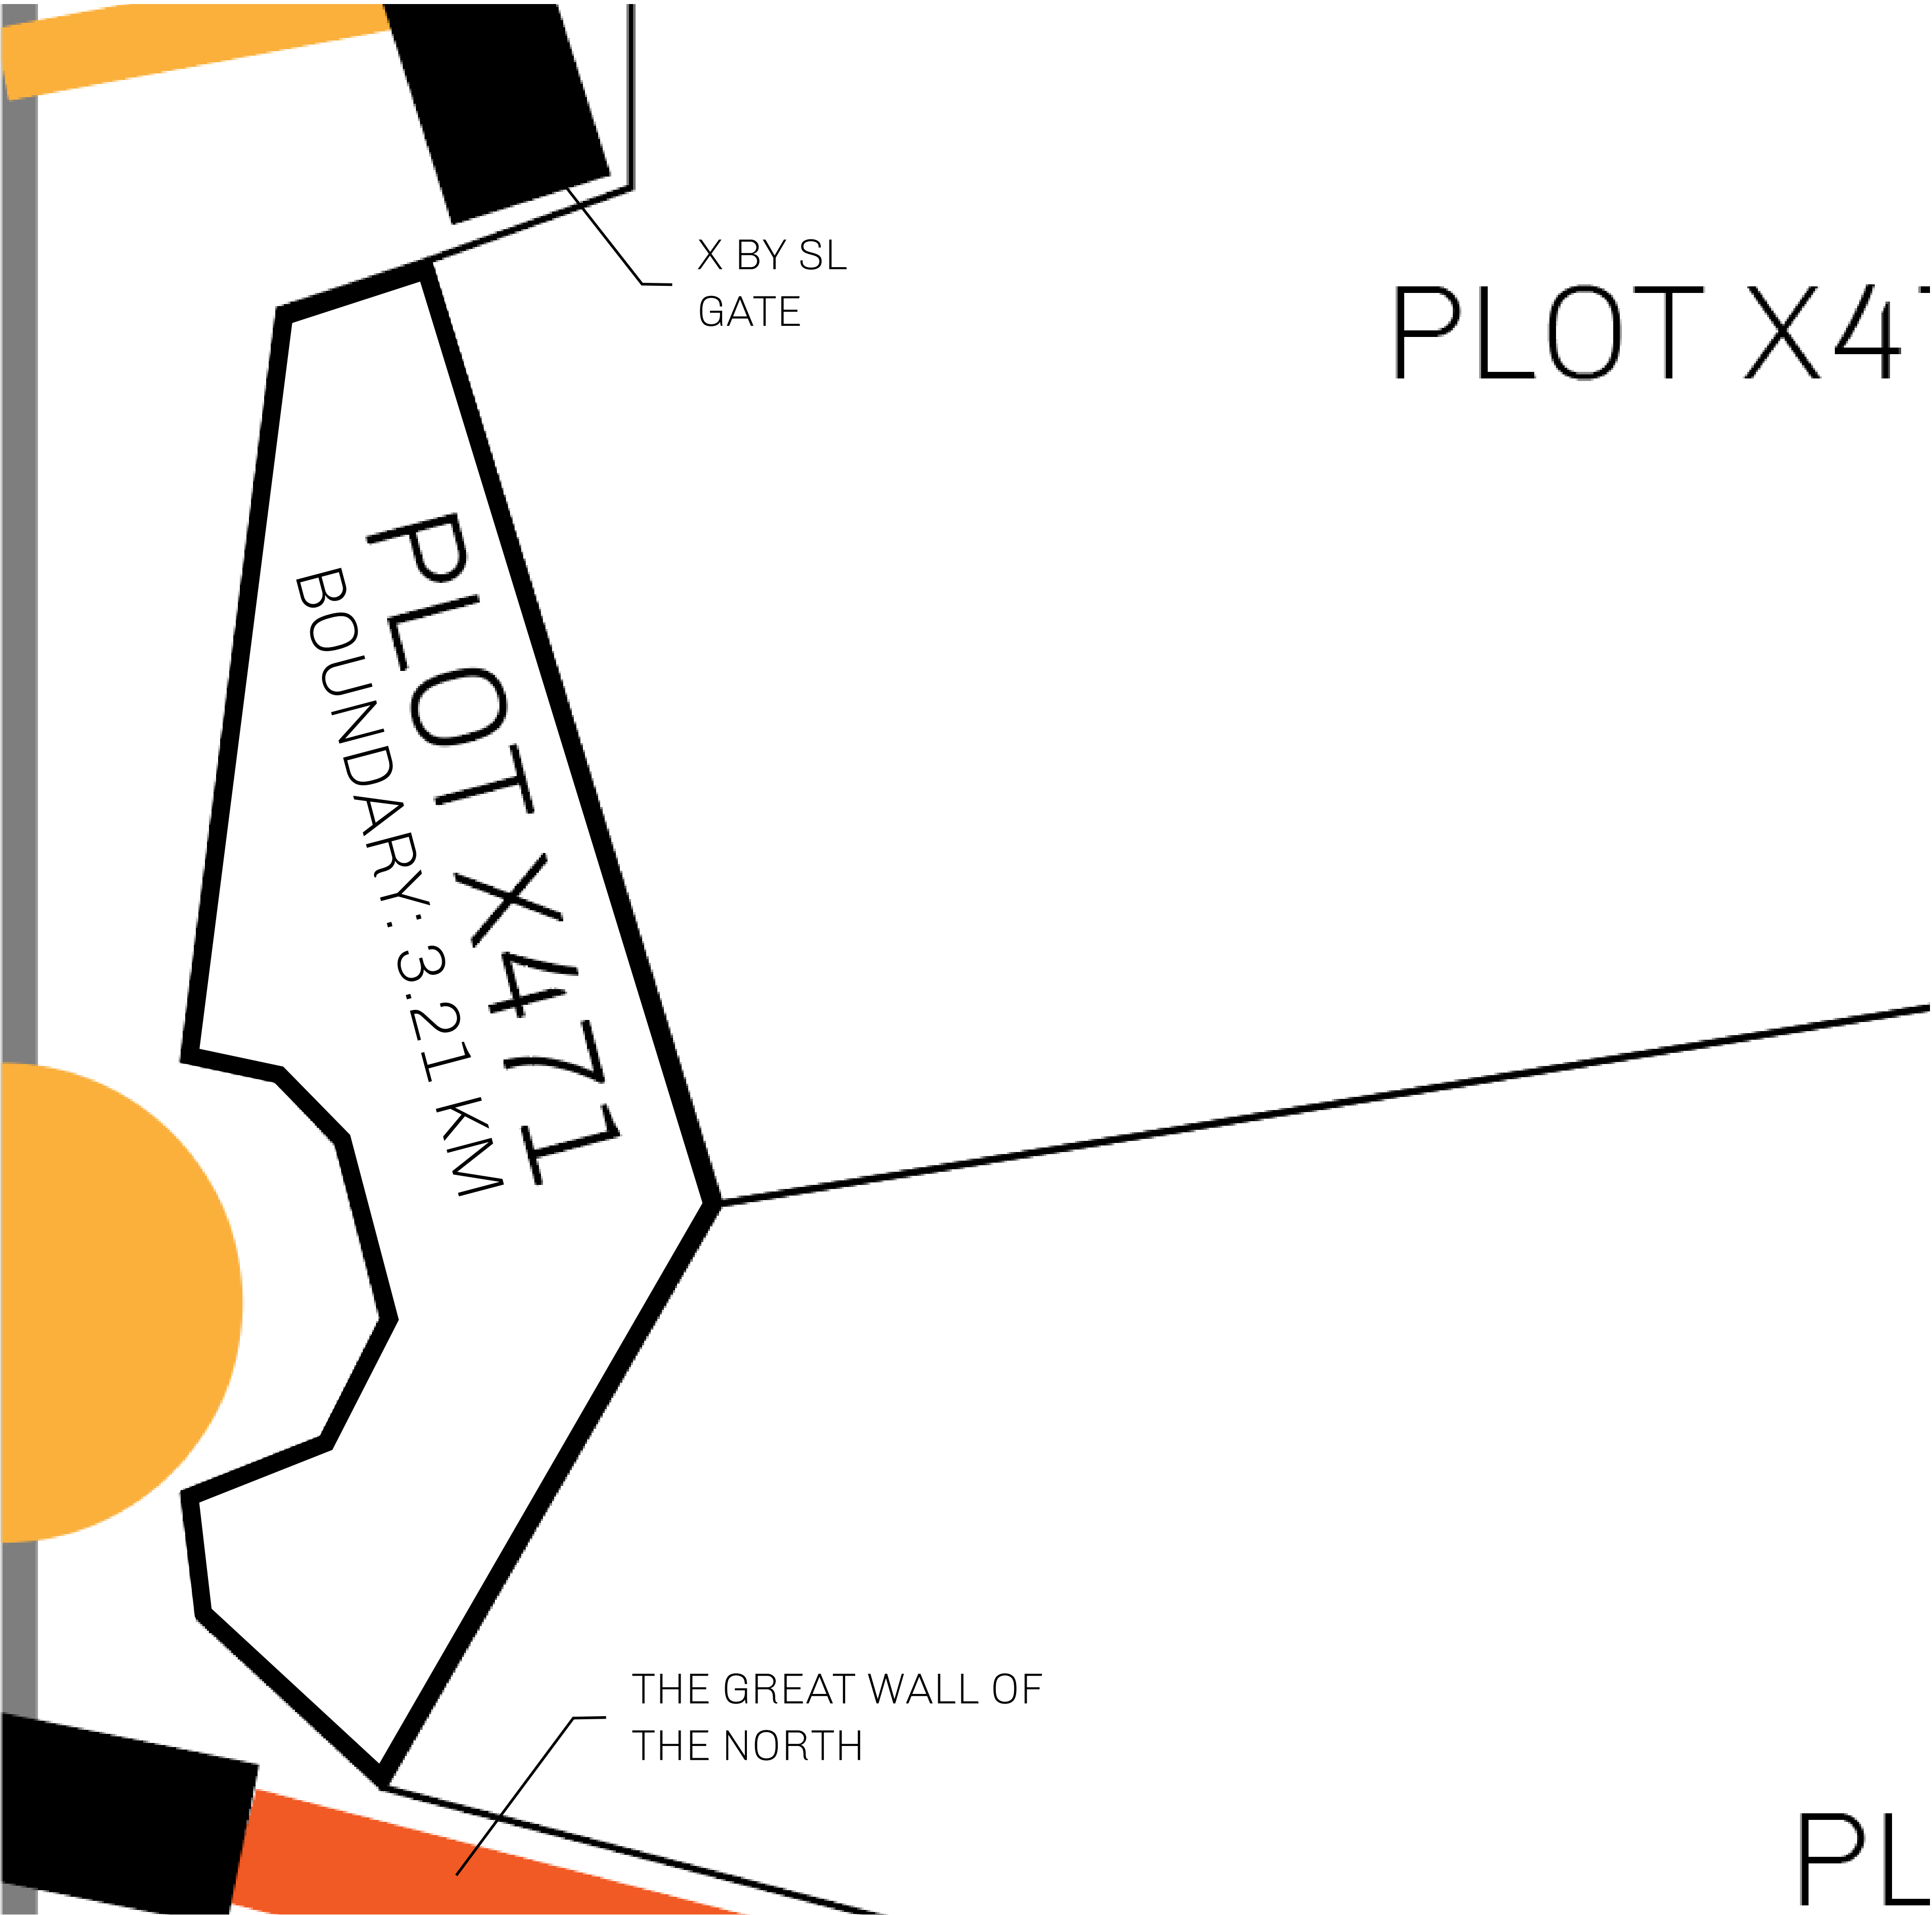 X BY SL
GATE
PLOT X4
PLOT X471
BOUNDARY: 3.21 KM
THE GREAT WALL OF
THE NORTH
PL